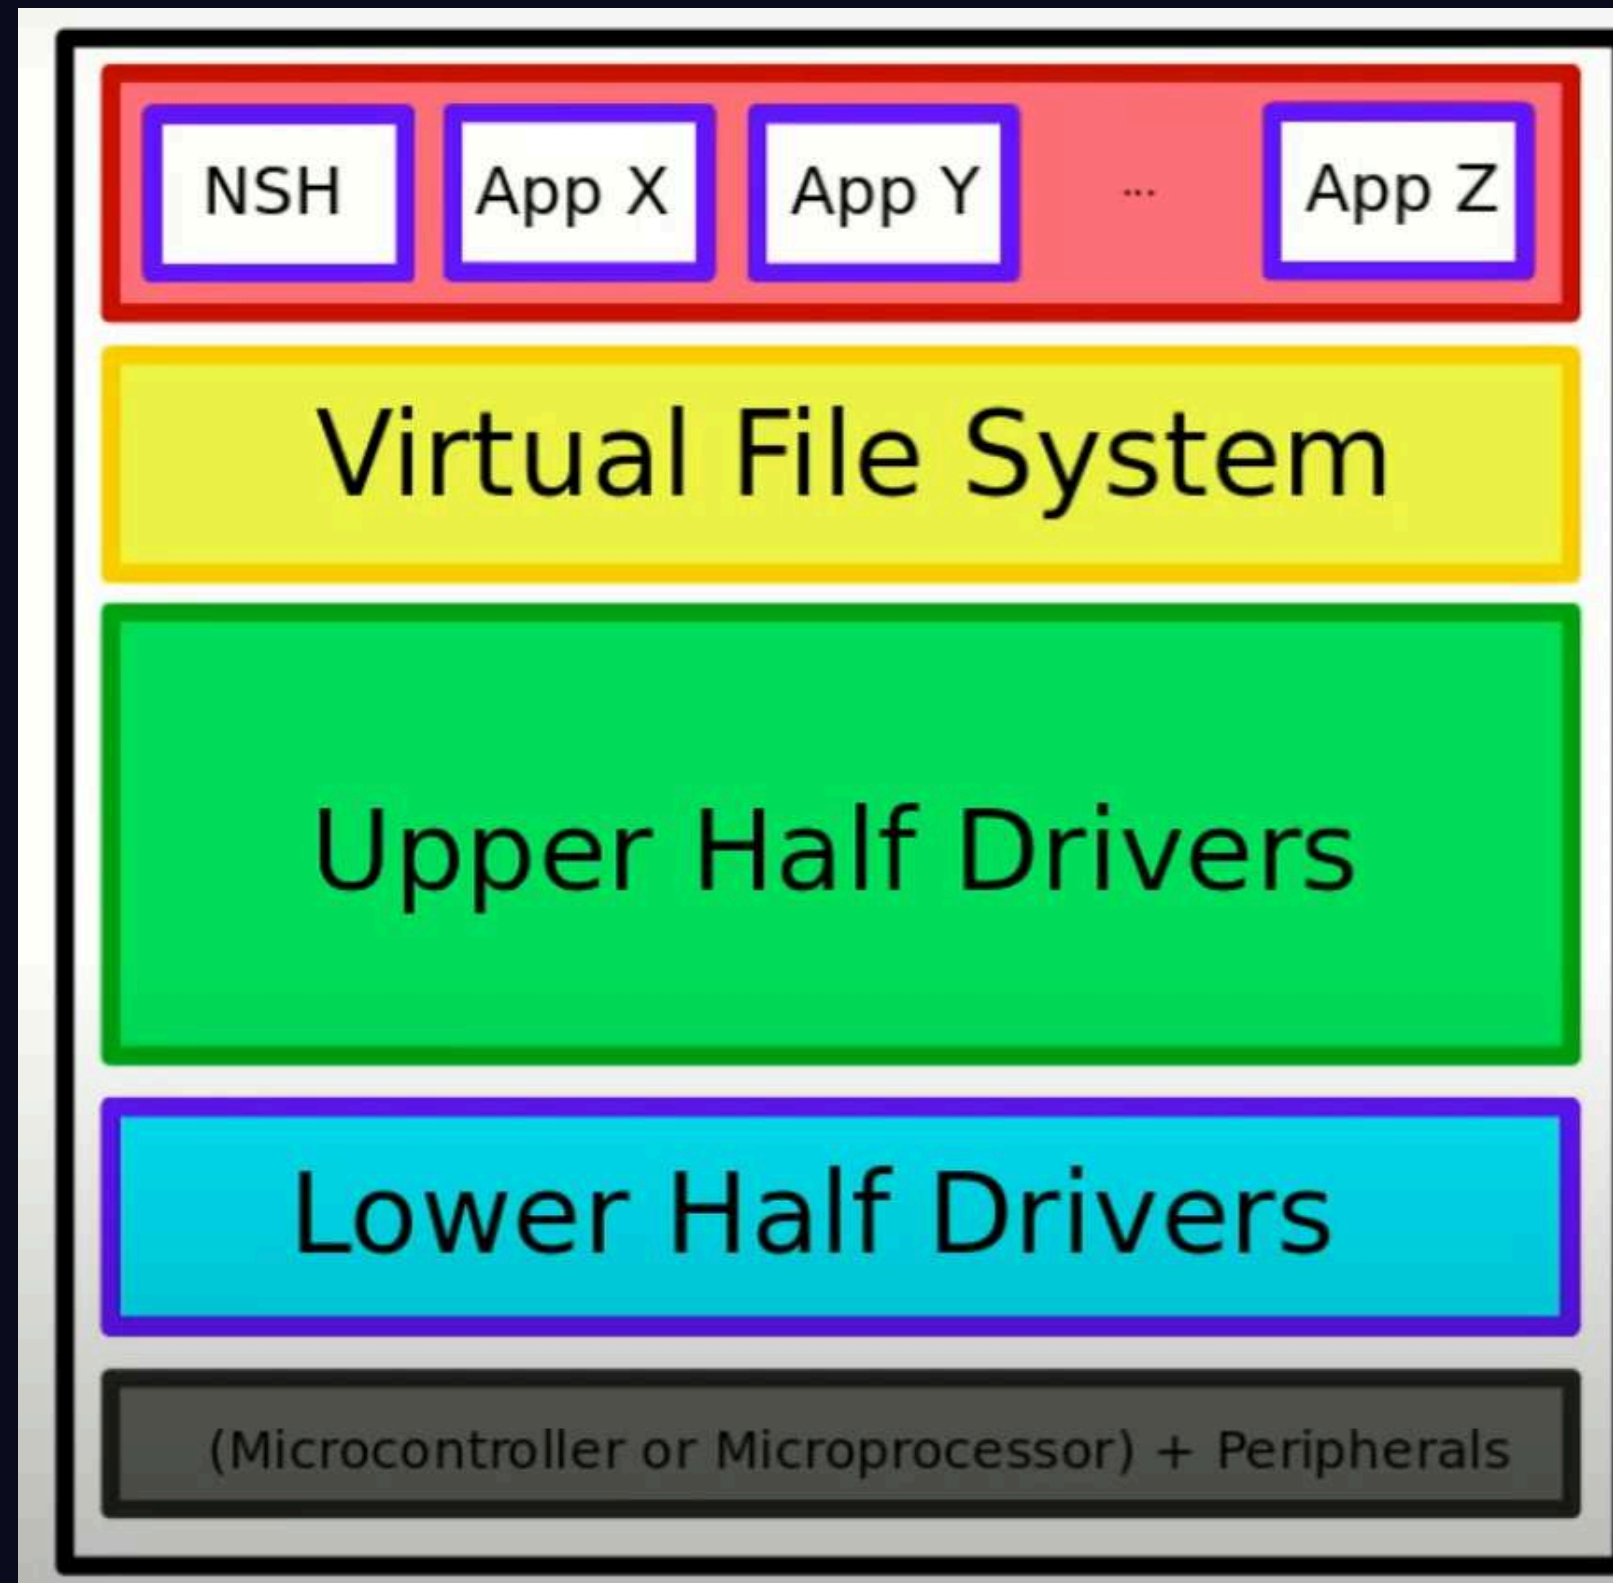 NSH App X App Y ... App Z
Virtual File System
Upper Half Drivers
Lower Half Drivers
(Microcontroller or Microprocessor) + Peripherals